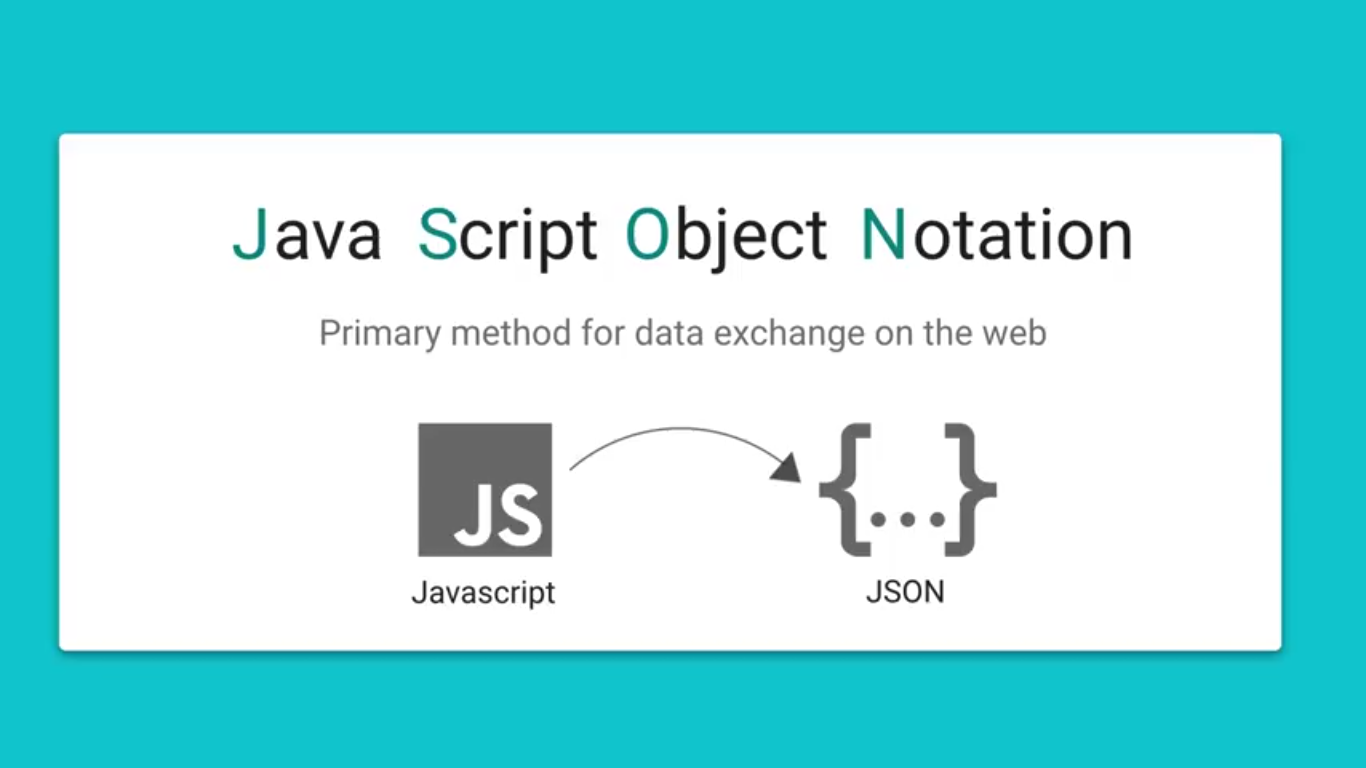 Java Script Object Notation
Primary method for data exchange on the web
JS
{...}
Javascript
JSON